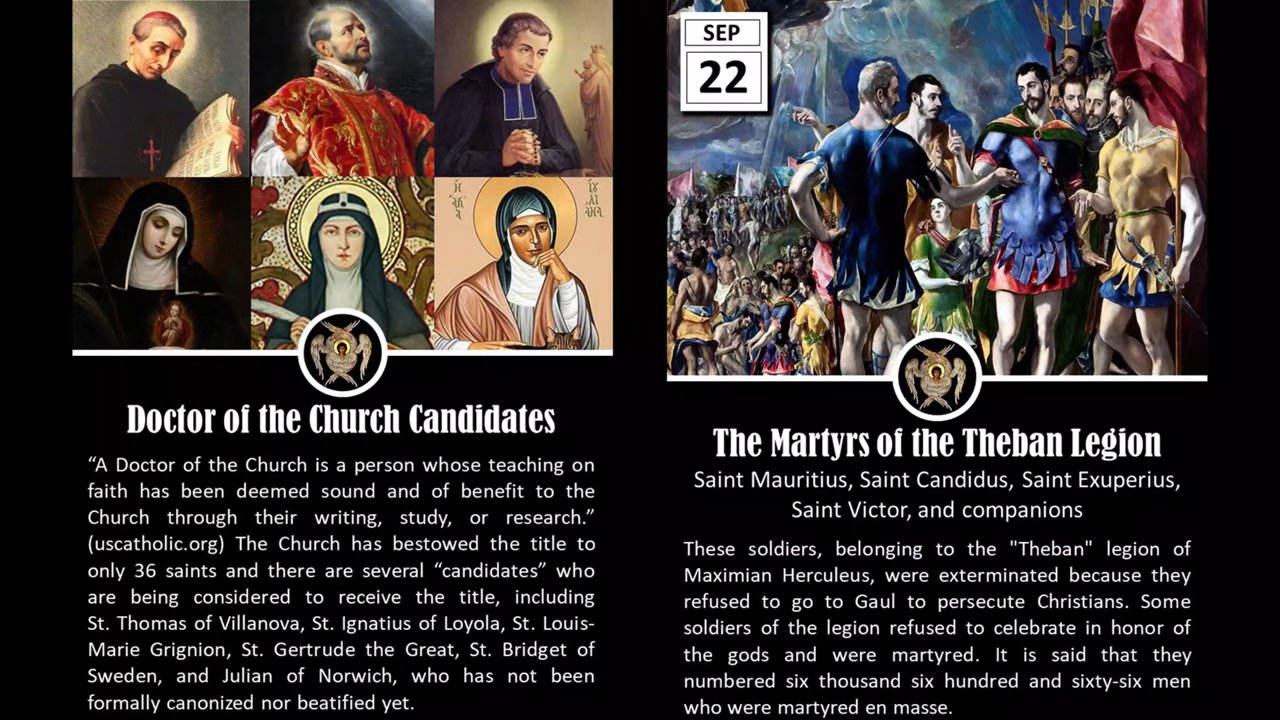 Ἡ
ἉΓΊ
Α
ἸΟΥ
ΛΙ
ΑΝΑ
Doctor of the Church Candidates
“A Doctor of the Church is a person whose teaching on
faith has been deemed sound and of benefit to the
Church through their writing, study, or research.”
(uscatholic.org) The Church has bestowed the title to
only 36 saints and there are several “candidates” who
are being considered to receive the title, including
St. Thomas of Villanova, St. Ignatius of Loyola, St. Louis-
Marie Grignion, St. Gertrude the Great, St. Bridget of
Sweden, and Julian of Norwich, who has not been
formally canonized nor beatified yet.
SEP
22
The Martyrs of the Theban Legion
Saint Mauritius, Saint Candidus, Saint Exuperius,
Saint Victor, and companions
These soldiers, belonging to the "Theban" legion of
Maximian Herculeus, were exterminated because they
refused to go to Gaul to persecute Christians. Some
soldiers of the legion refused to celebrate in honor of
the gods and were martyred. It is said that they
numbered six thousand six hundred and sixty-six men
who were martyred en masse.